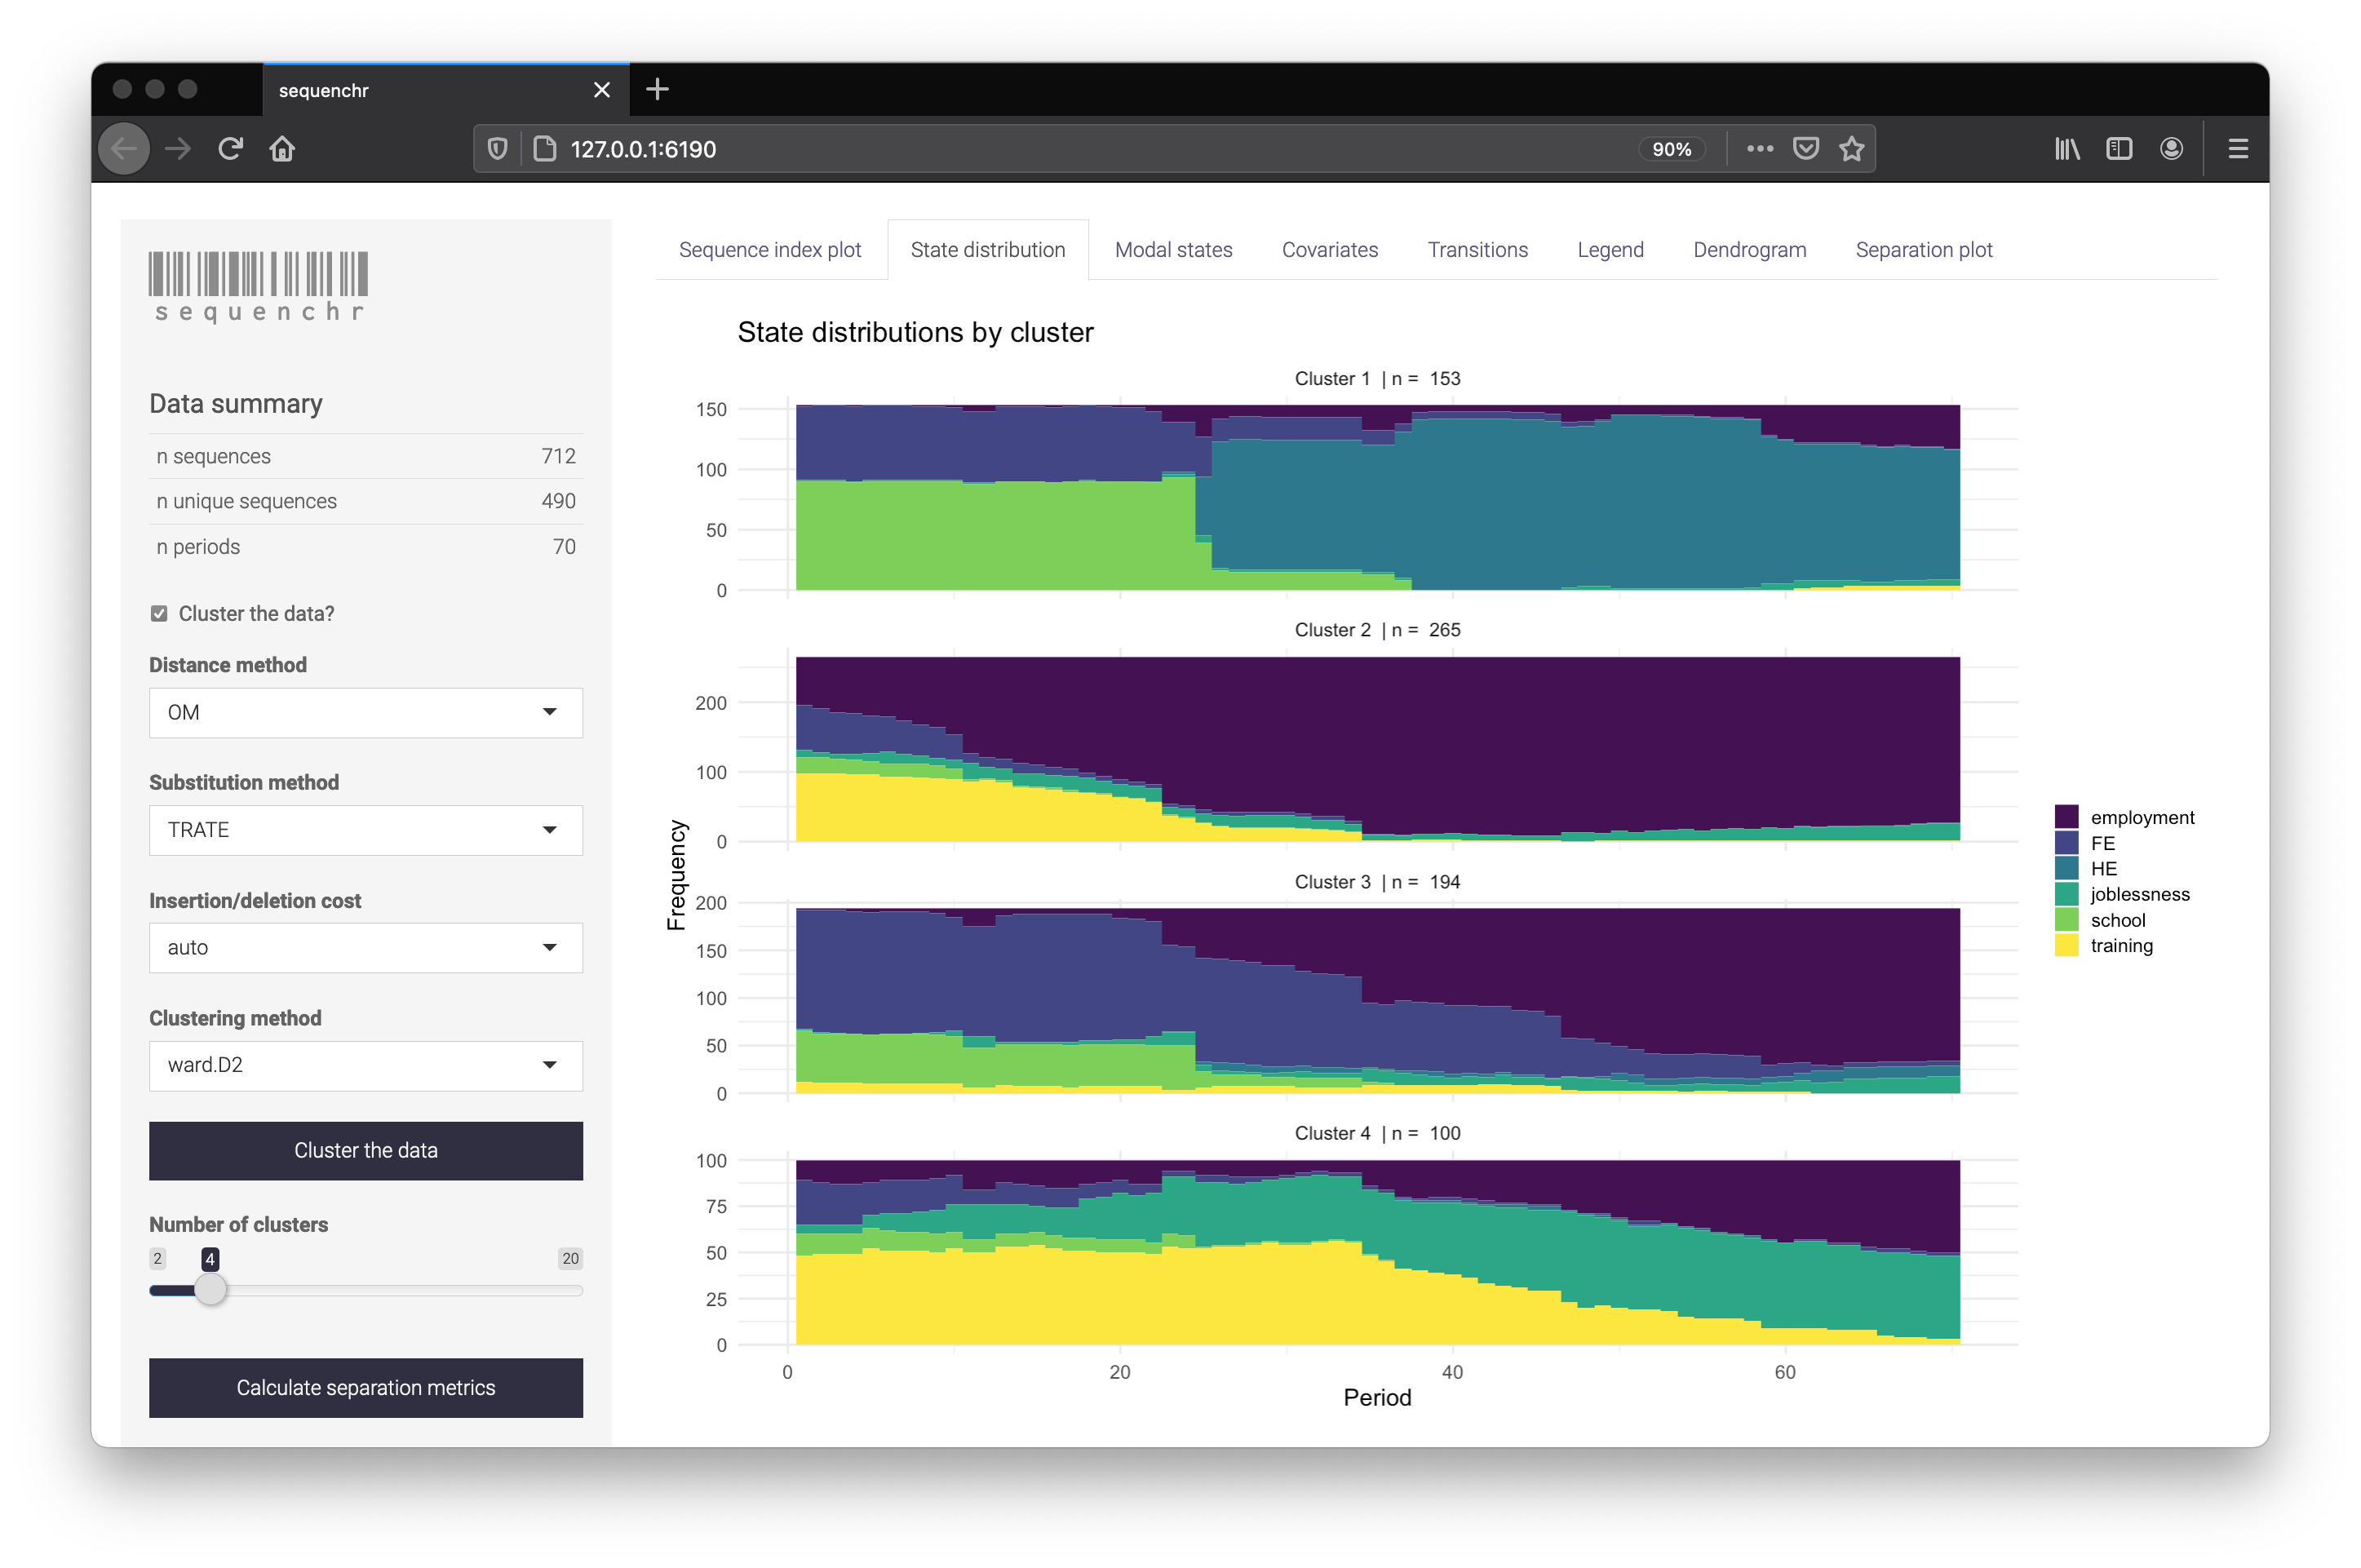 sequenchr
127.0.0.1:6190
90%
sequenchr
Data summary
n sequences 712
n unique sequences 490
n periods 70
Cluster the data?
Distance method
OM
Substitution method
TRATE
Insertion/deletion cost
auto
Clustering method
ward.D2
Cluster the data
Number of clusters
2 4 20
Calculate separation metrics
Sequence index plot State distribution Modal states Covariates Transitions Legend Dendrogram Separation plot
State distributions by cluster
Frequency
Cluster 1 | n = 153
150
100
50
0
Cluster 2 | n = 265
200
100
0
Cluster 3 | n = 194
200
150
100
50
0
Cluster 4 | n = 100
100
75
50
25
0
0 20 40 60
Period
employment
FE
HE
joblessness
school
training